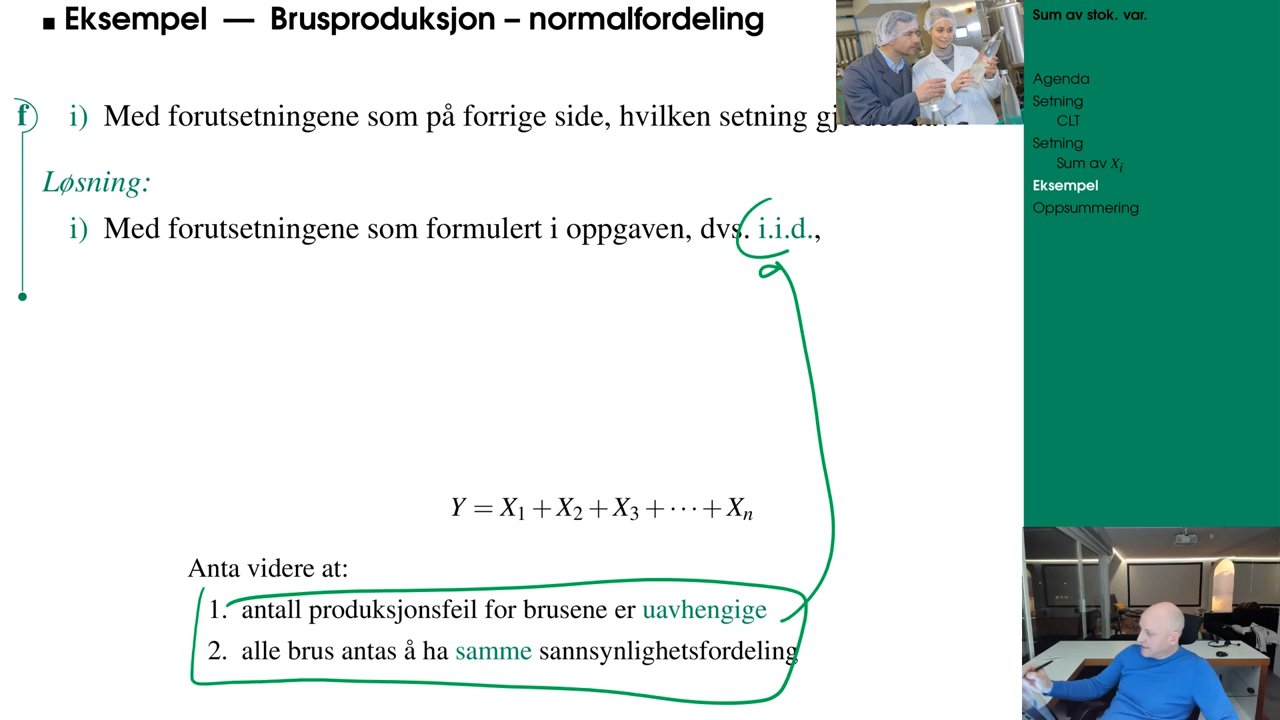 ■ Eksempel — Brusproduksjon – normalfordeling
f i) Med forutsetningene som på forrige side, hvilken setning
Løsning:
i) Med forutsetningene som formulert i oppgaven, dvs. i.i.d.,
Y = X₁ + X₂ + X₃ + ⋯ + Xₙ
Anta videre at:
1. antall produksjonsfeil for brusene er uavhengige
2. alle brus antas å ha samme sannsynlighetsfordeling
Sum av stok. var.
Agenda
Setning
CLT
Setning
Sum av Xᵢ
Eksempel
Oppsummering